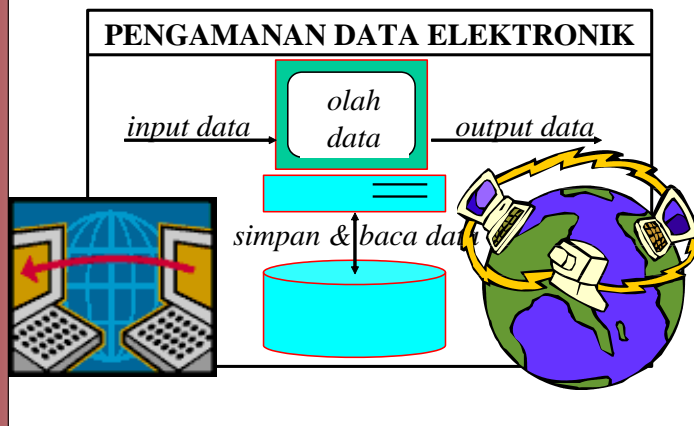 PENGAMANAN DATA ELEKTRONIK
olah
input data
data
output data
simpan & baca data